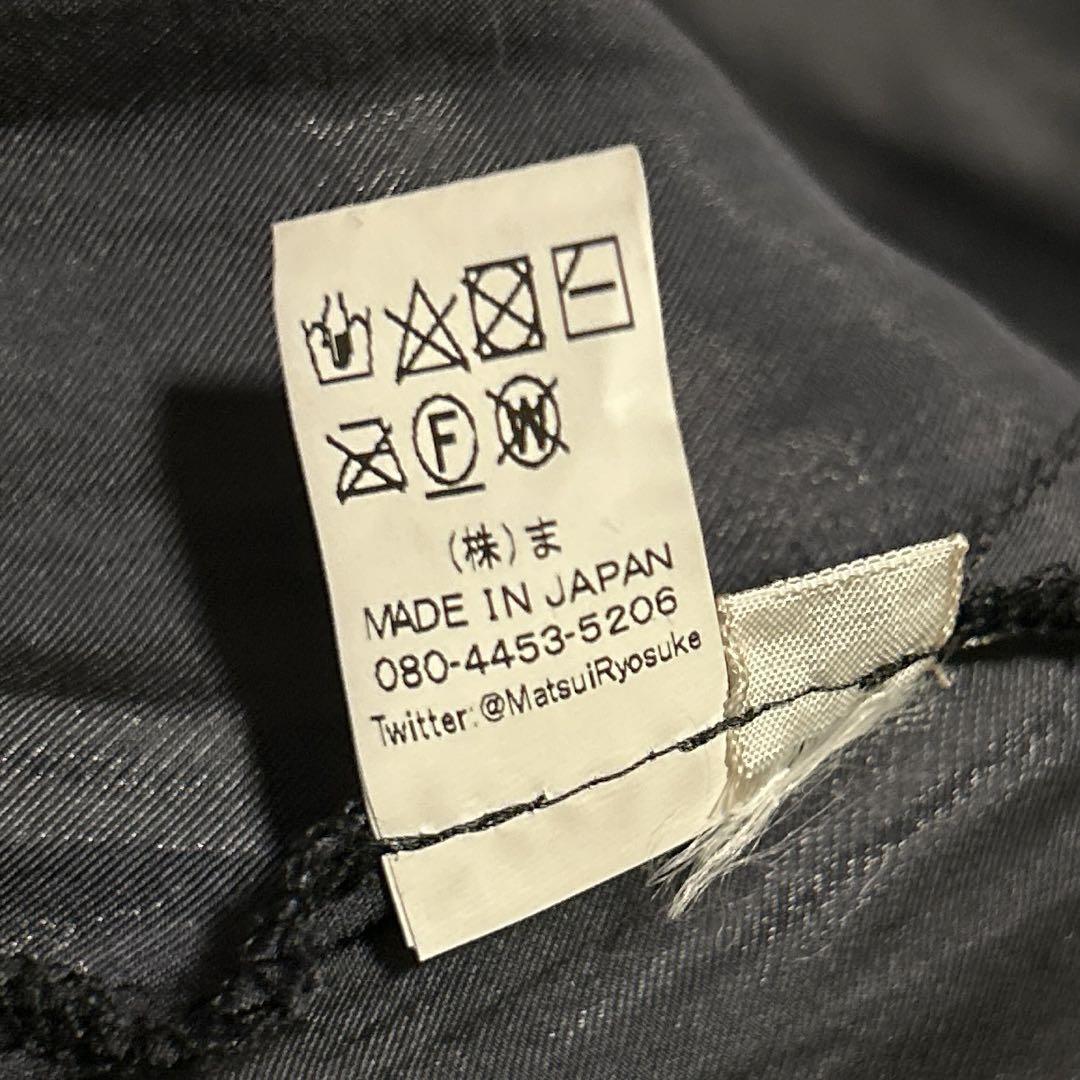 F W
(株)ま
MADE IN JAPAN
080-4453-5206
Twitter:@MatsuiRyosuke